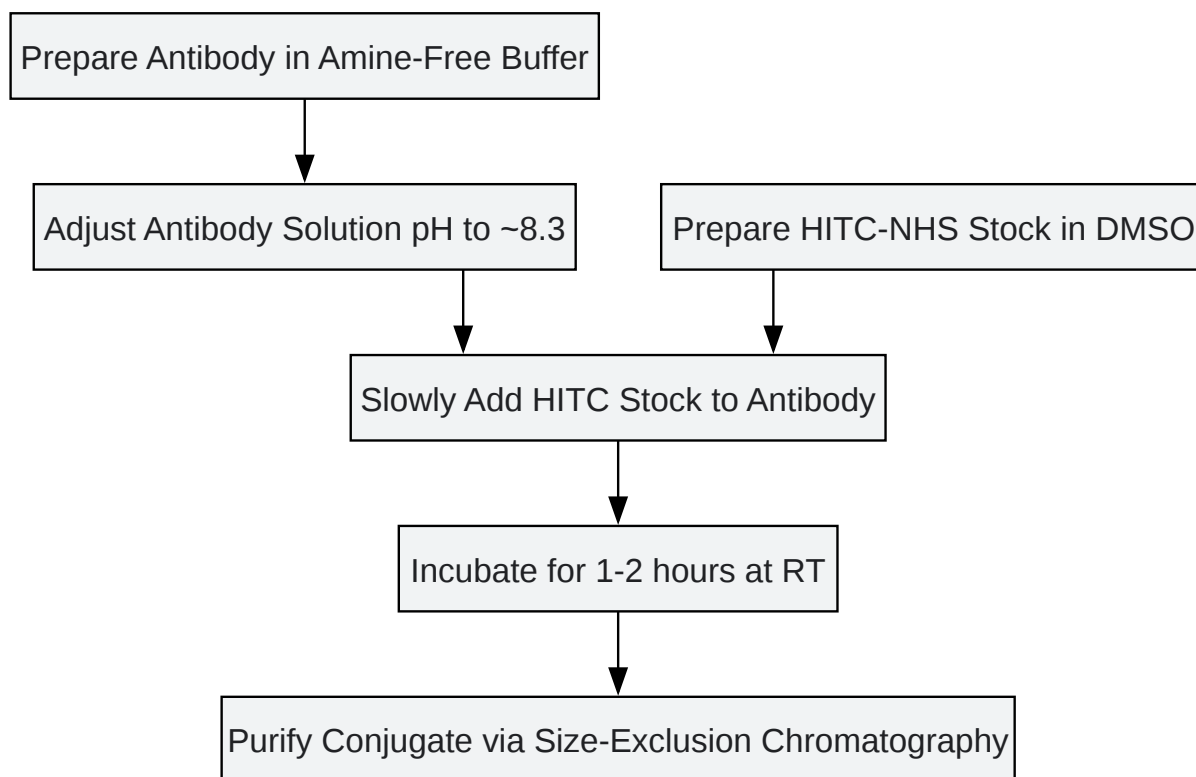 Prepare Antibody in Amine-Free Buffer
Adjust Antibody Solution pH to ~8.3
Prepare HITC-NHS Stock in DMSO
Slowly Add HITC Stock to Antibody
Incubate for 1-2 hours at RT
Purify Conjugate via Size-Exclusion Chromatography